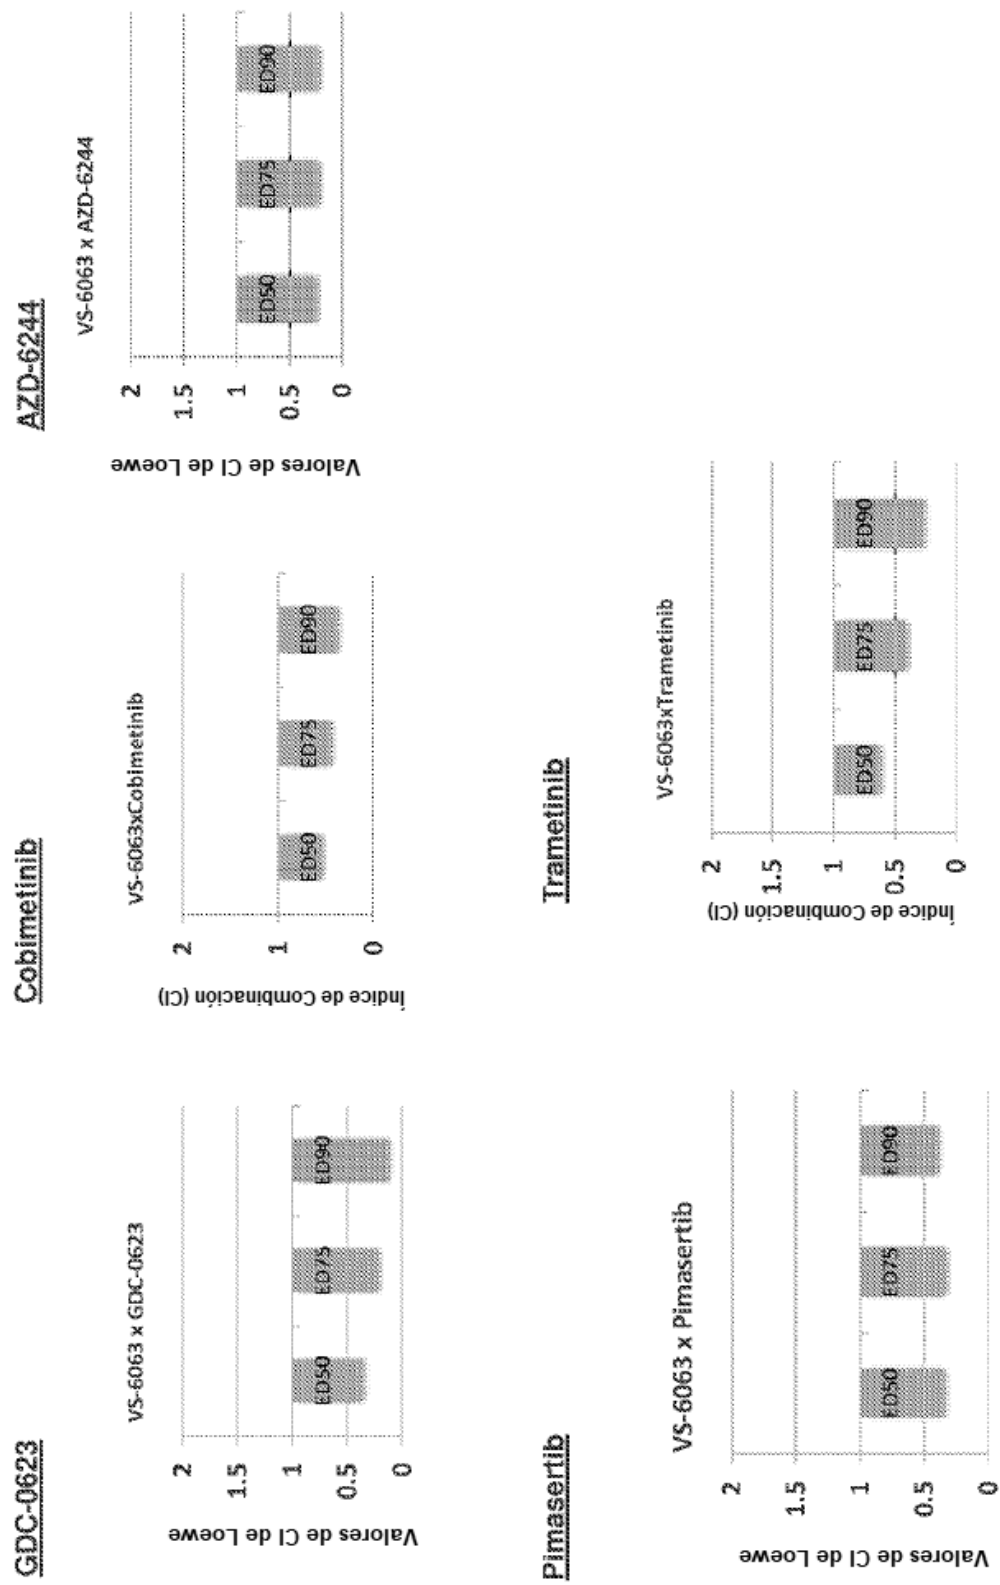 GDC-0623
VS-6063 x GDC-0623
Valores de CI de Loewe
2
1.5
1
0.5
0
ED50
ED75
ED90
Cobimetinib
VS-6063xCobimetinib
Índice de Combinación (CI)
2
1
0
ED50
ED75
ED90
AZD-6244
VS-6063 x AZD-6244
Valores de CI de Loewe
2
1.5
1
0.5
0
ED50
ED75
ED90
Pimasertib
VS-6063 x Pimasertib
Valores de CI de Loewe
2
1.5
1
0.5
0
ED50
ED75
ED90
Trametinib
VS-6063xTrametinib
Índice de Combinación (CI)
2
1.5
1
0.5
0
ED50
ED75
ED90